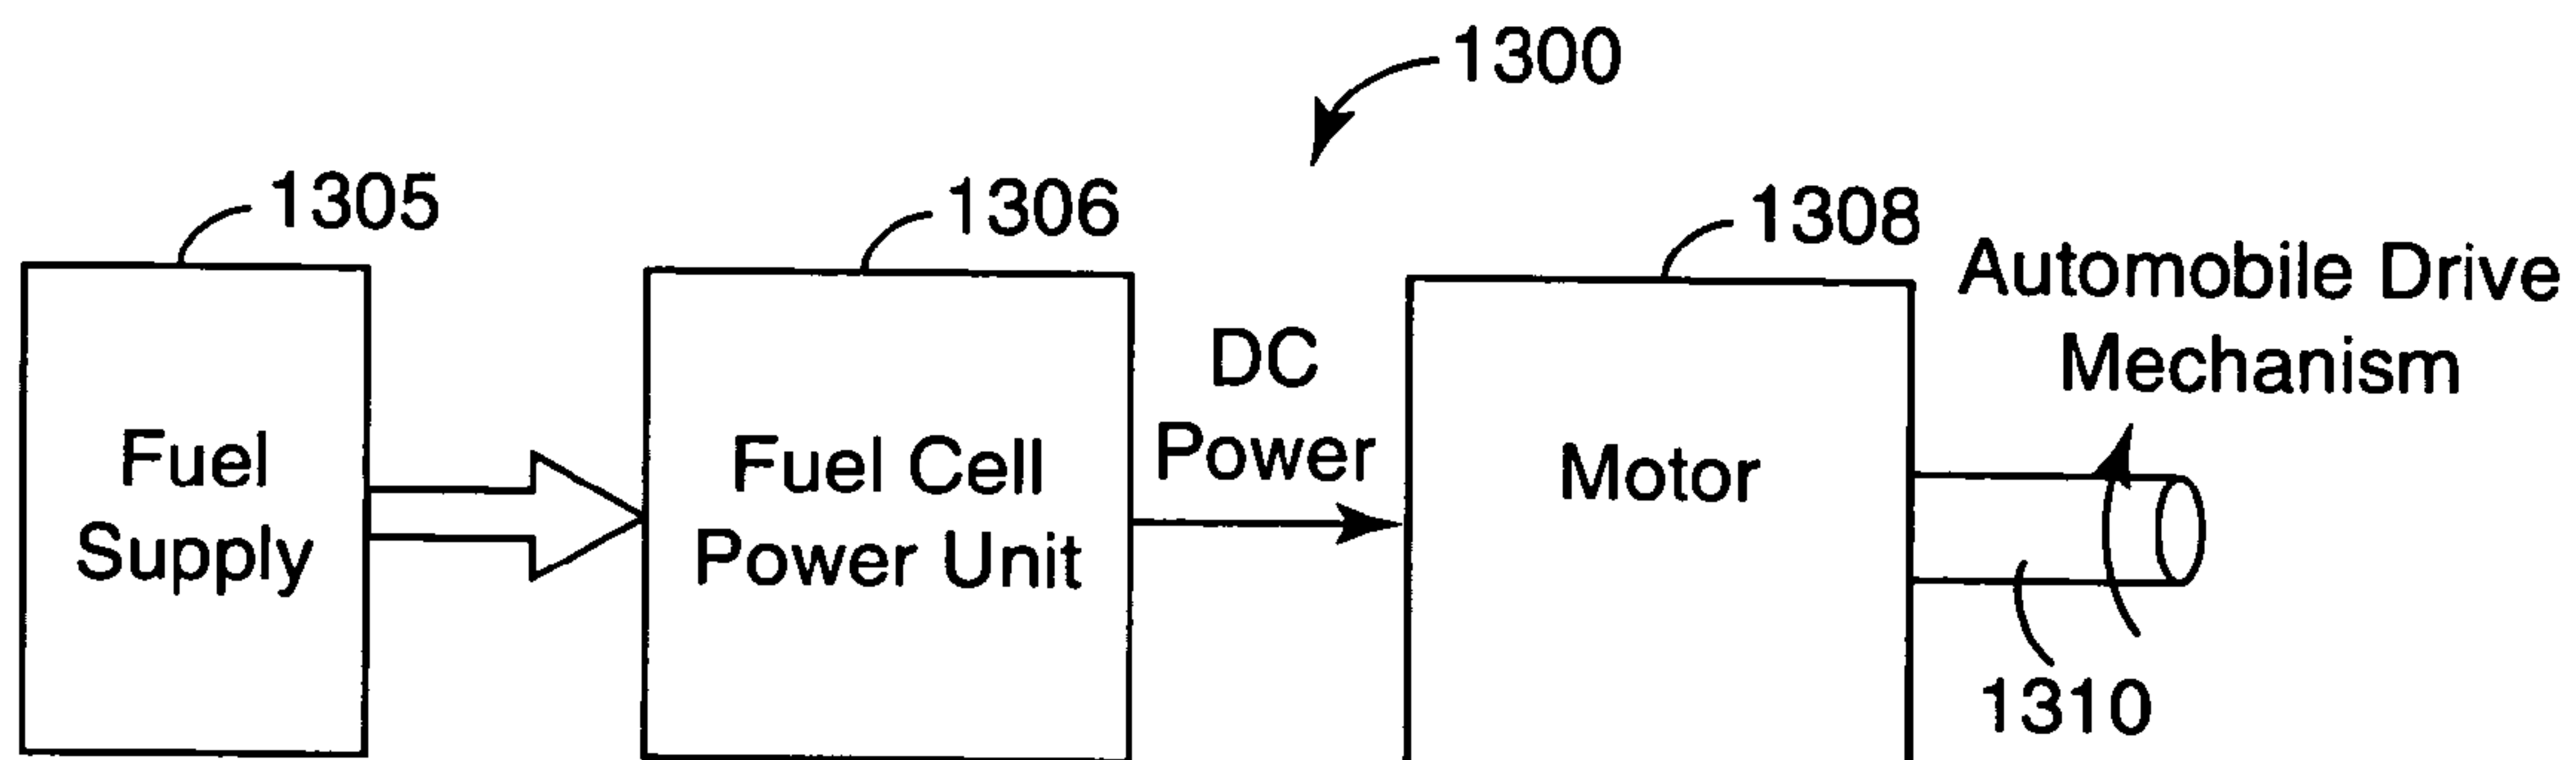 1300
1305
1306
1308
Automobile Drive
Mechanism
DC
Power
Fuel
Supply
Fuel Cell
Power Unit
Motor
1310